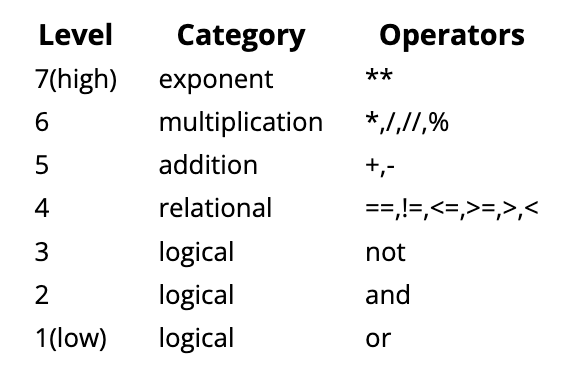 Level Category Operators
7(high) exponent **
6 multiplication *,/,//,%
5 addition +,-
4 relational ==,!=,<=,>=,>,<
3 logical not
2 logical and
1(low) logical or